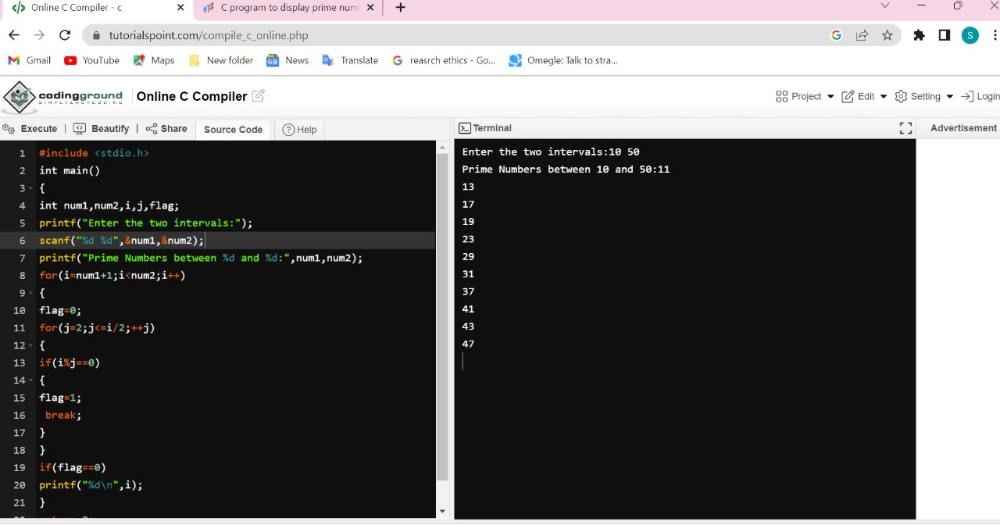 Online C Compiler - c
C program to display prime num
tutorialspoint.com/compile_c_online.php
S
Gmail YouTube Maps New folder News Translate reasrch ethics - Go... Omegle: Talk to stra...
codingground
SIMPLYEASYCODING
Online C Compiler
Project Edit Setting Login
Execute | Beautify | Share Source Code Help
Terminal
Advertisement
1 #include <stdio.h>
2 int main()
3 {
4 int num1,num2,i,j,flag;
5 printf("Enter the two intervals:");
6 scanf("%d %d",&num1,&num2);
7 printf("Prime Numbers between %d and %d:",num1,num2);
8 for(i=num1+1;i<num2;i++)
9 {
10 flag=0;
11 for(j=2;j<=i/2;++j)
12 {
13 if(i%j==0)
14 {
15 flag=1;
16 break;
17 }
18 }
19 if(flag==0)
20 printf("%d\n",i);
21 }
Enter the two intervals:10 50
Prime Numbers between 10 and 50:11
13
17
19
23
29
31
37
41
43
47